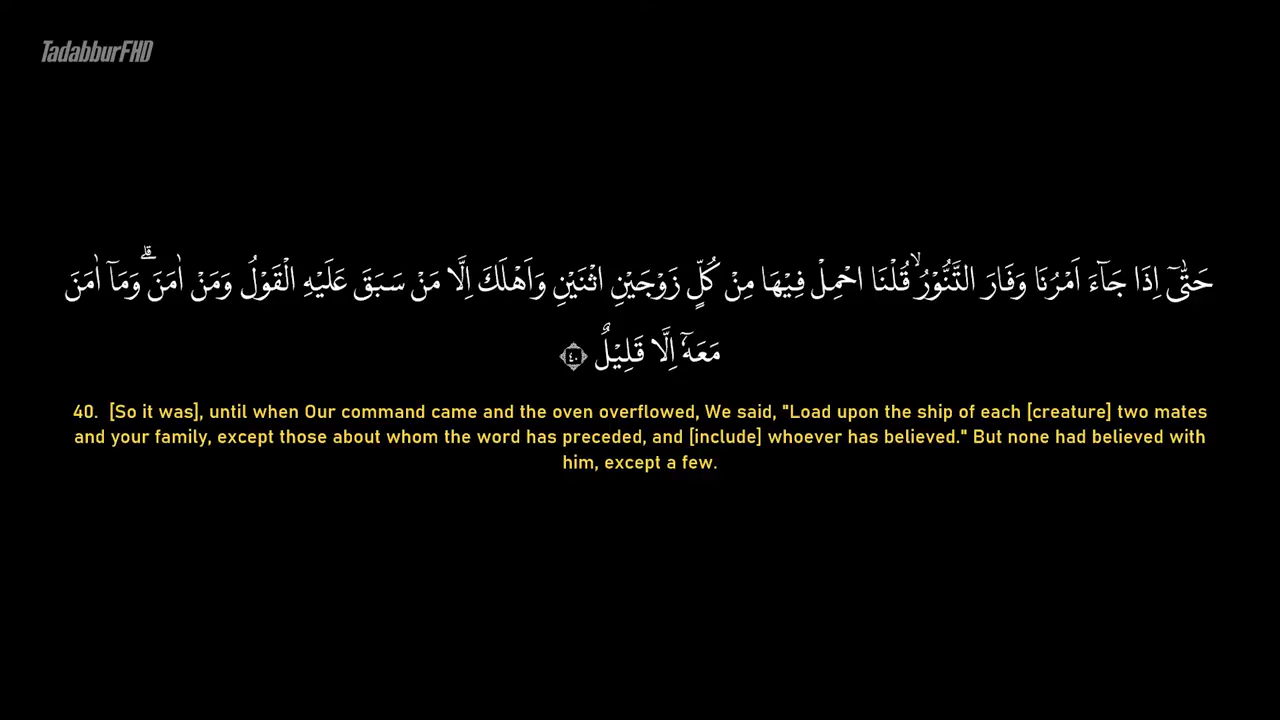 TadabburFHD
حَتّٰىٓ اِذَا جَاۤءَ اَمْرُنَا وَفَارَ التَّنُّوْرُۙ قُلْنَا احْمِلْ فِيْهَا مِنْ كُلٍّ زَوْجَيْنِ اثْنَيْنِ وَاَهْلَكَ اِلَّا مَنْ سَبَقَ عَلَيْهِ الْقَوْلُ وَمَنْ اٰمَنَ ۗوَمَآ اٰمَنَ
مَعَهٗٓ اِلَّا قَلِيْلٌ ٤٠
40. [So it was], until when Our command came and the oven overflowed, We said, "Load upon the ship of each [creature] two mates
and your family, except those about whom the word has preceded, and [include] whoever has believed." But none had believed with
him, except a few.